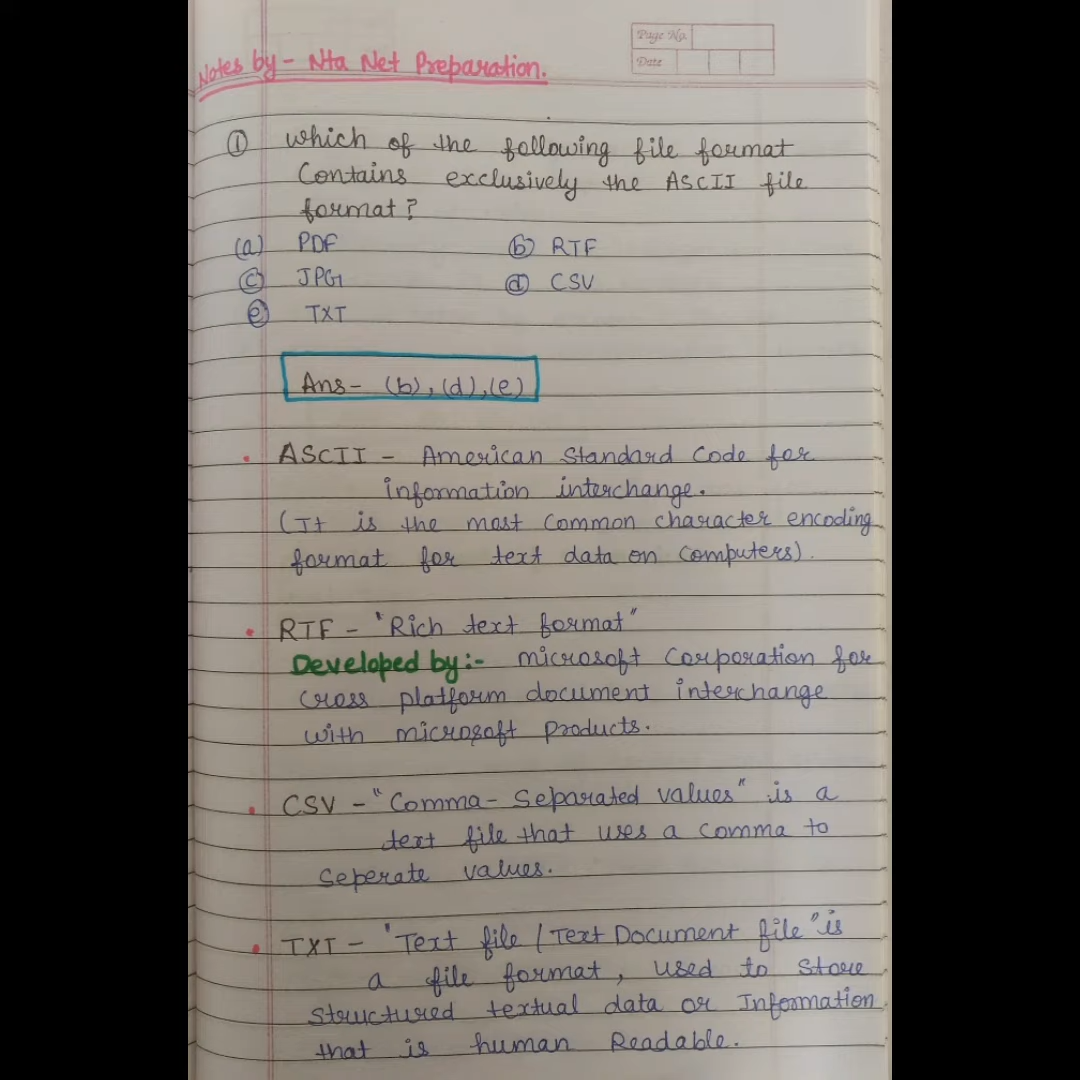 Page No.
Date
Notes by - Nta Net Preparation.
① which of the following file format
Contains exclusively the ASCII file
format?
(a) PDF (b) RTF
(c) JPG (d) CSV
(e) TXT
Ans- (b), (d), (e)
• ASCII - American Standard Code for
information interchange.
(It is the most common character encoding
format for text data on computers).
• RTF - "Rich text format"
Developed by:- microsoft Corporation for
cross platform document interchange
with microsoft products.
• CSV - "Comma-Separated values" is a
text file that uses a comma to
seperate values.
• TXT - "Text file / Text Document file" is
a file format, used to store
structured textual data or Information
that is human Readable.